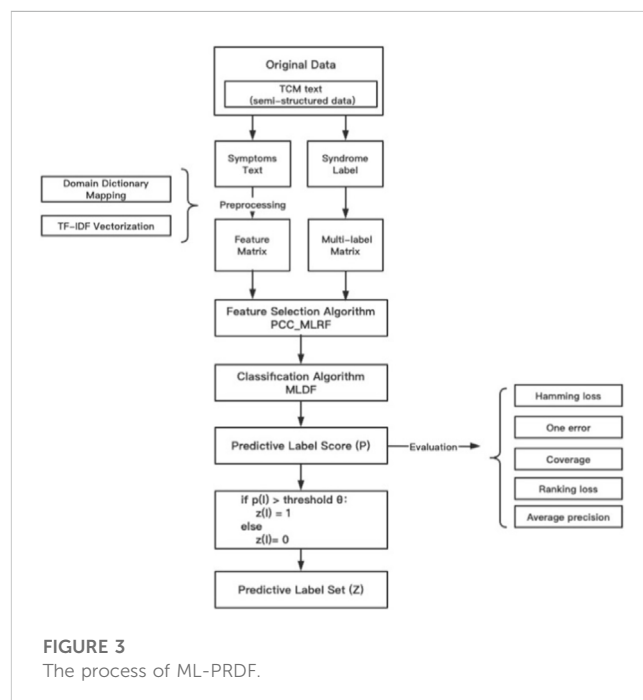 Original Data
TCM text
(semi-structured data)
Symptoms
Text
Syndrome
Label
Domain Dictionary
Mapping
TF-IDF Vectorization
Preprocessing
Feature
Matrix
Multi-label
Matrix
Feature Selection Algorithm
PCC_MLRF
Classification Algorithm
MLDF
Predictive Label Score (P)
Evaluation
Hamming loss
One error
Coverage
Ranking loss
Average precision
if p(l) > threshold θ:
z(l) = 1
else
z(l)= 0
Predictive Label Set (Z)
FIGURE 3
The process of ML-PRDF.